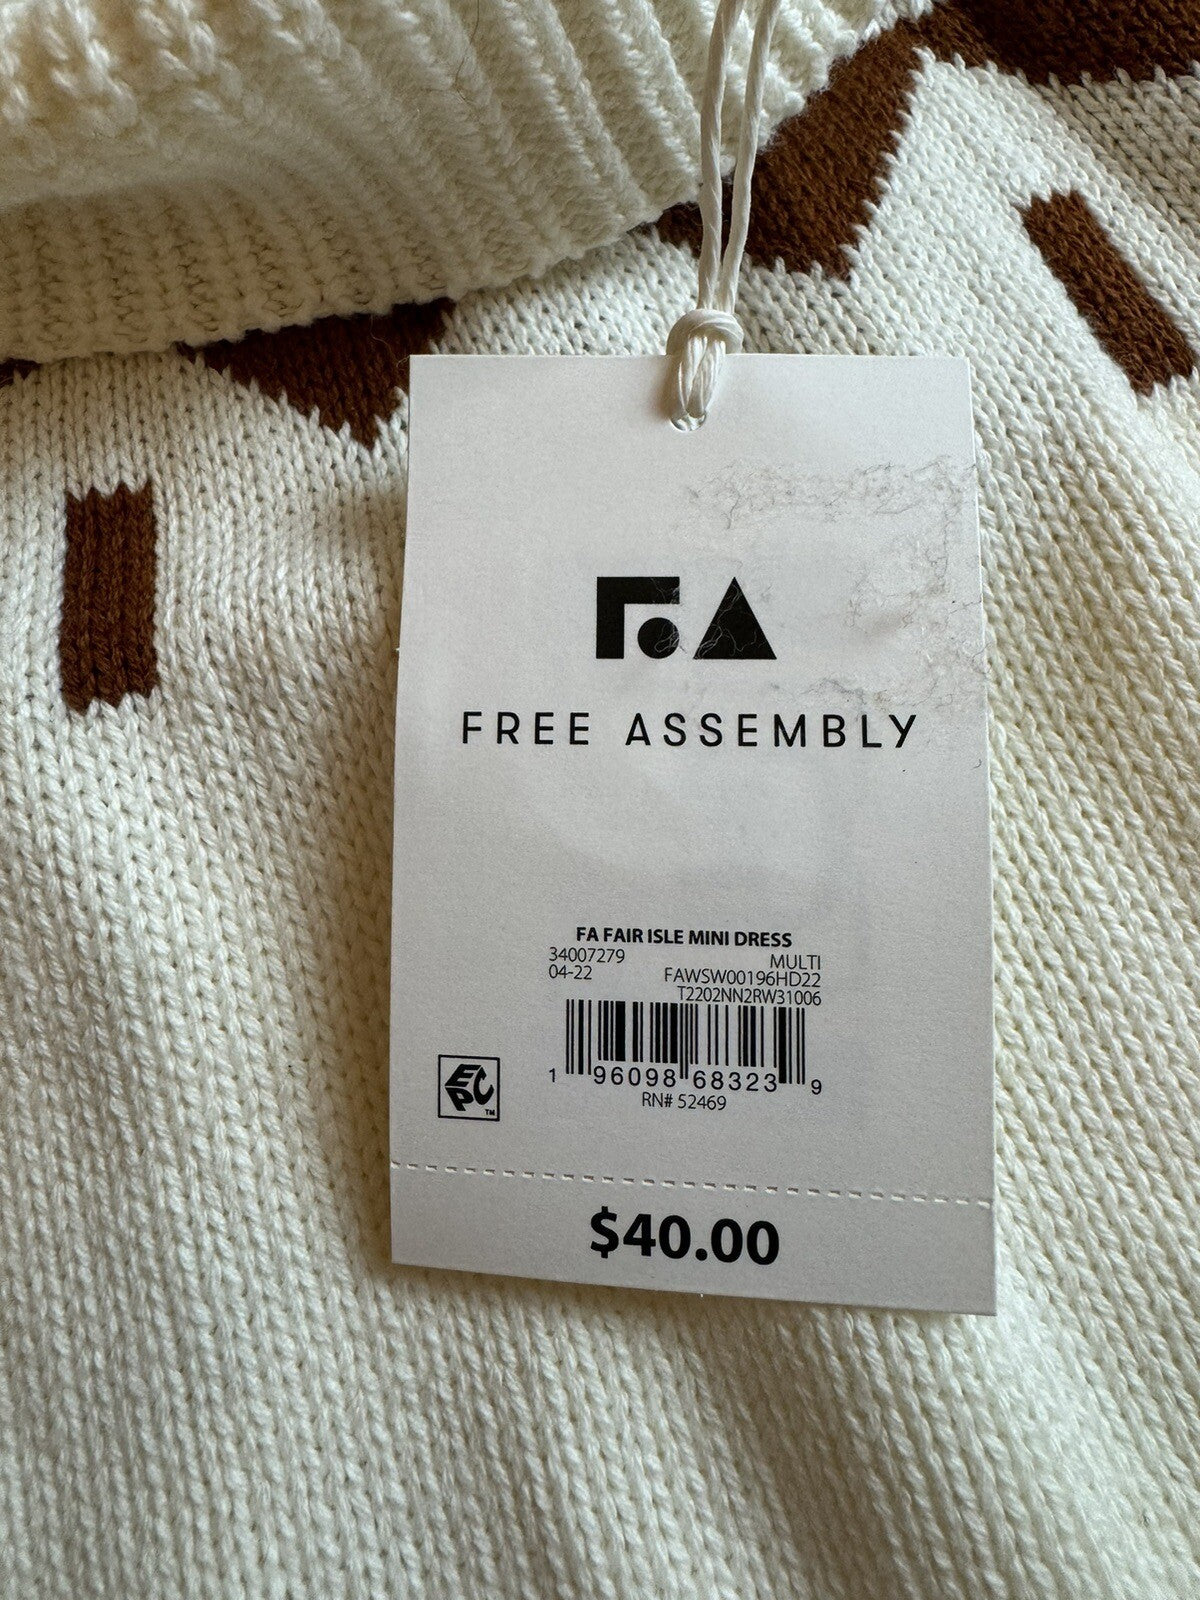 FA
FREE ASSEMBLY
FA FAIR ISLE MINI DRESS
34007279 MULTI
04-22 FAWSW00196HD22
T2202NN2RW31006
1 96098 68323 9
RN# 52469
EPC TM
$40.00